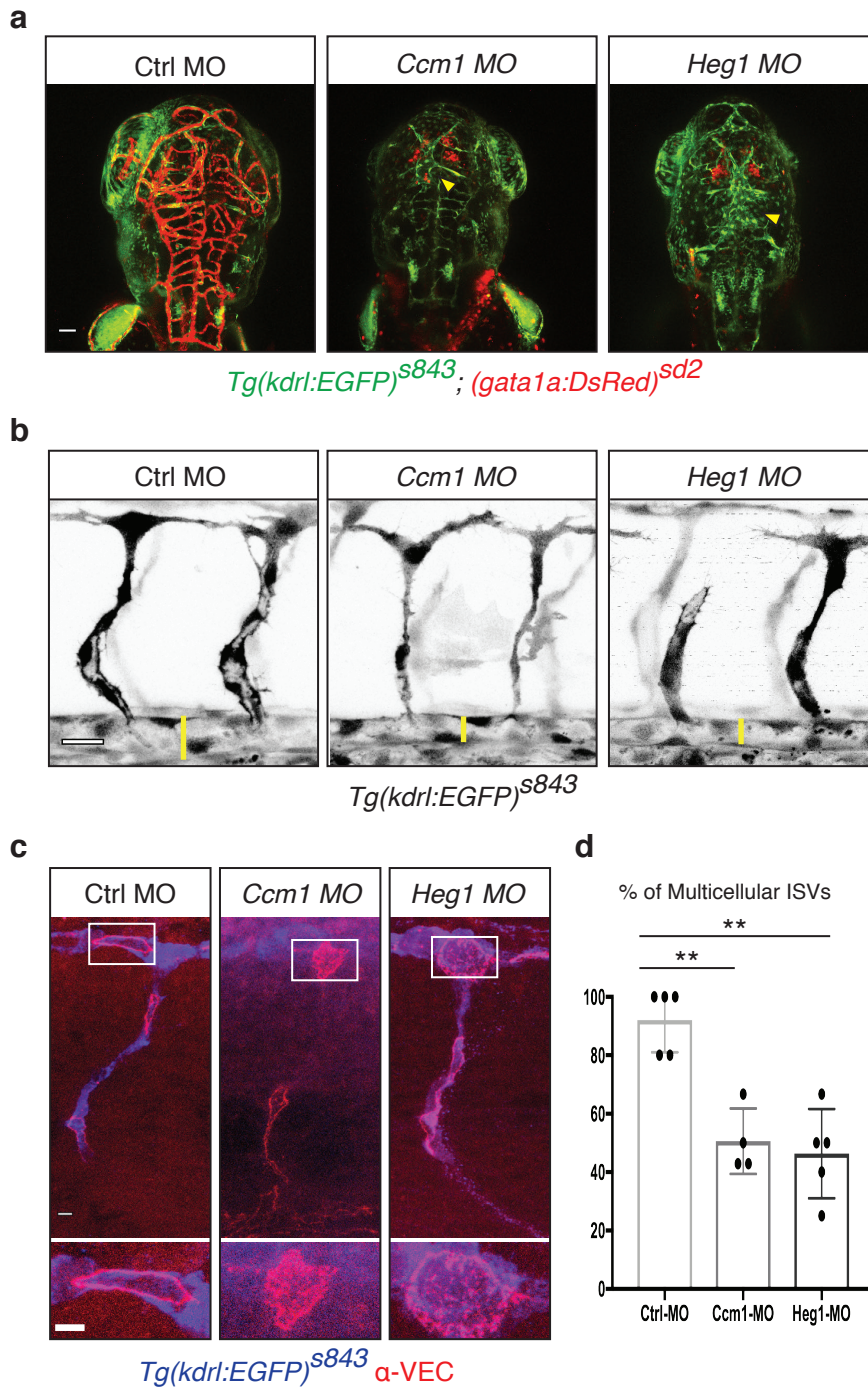 a
Ctrl MO
Ccm1 MO
Heg1 MO
Tg(kdrl:EGFP)s843; (gata1a:DsRed)sd2
b
Ctrl MO
Ccm1 MO
Heg1 MO
Tg(kdrl:EGFP)s843
c
Ctrl MO
Ccm1 MO
Heg1 MO
Tg(kdrl:EGFP)s843 α-VEC
d
% of Multicellular ISVs
**
**
100
80
60
40
20
0
Ctrl-MO
Ccm1-MO
Heg1-MO